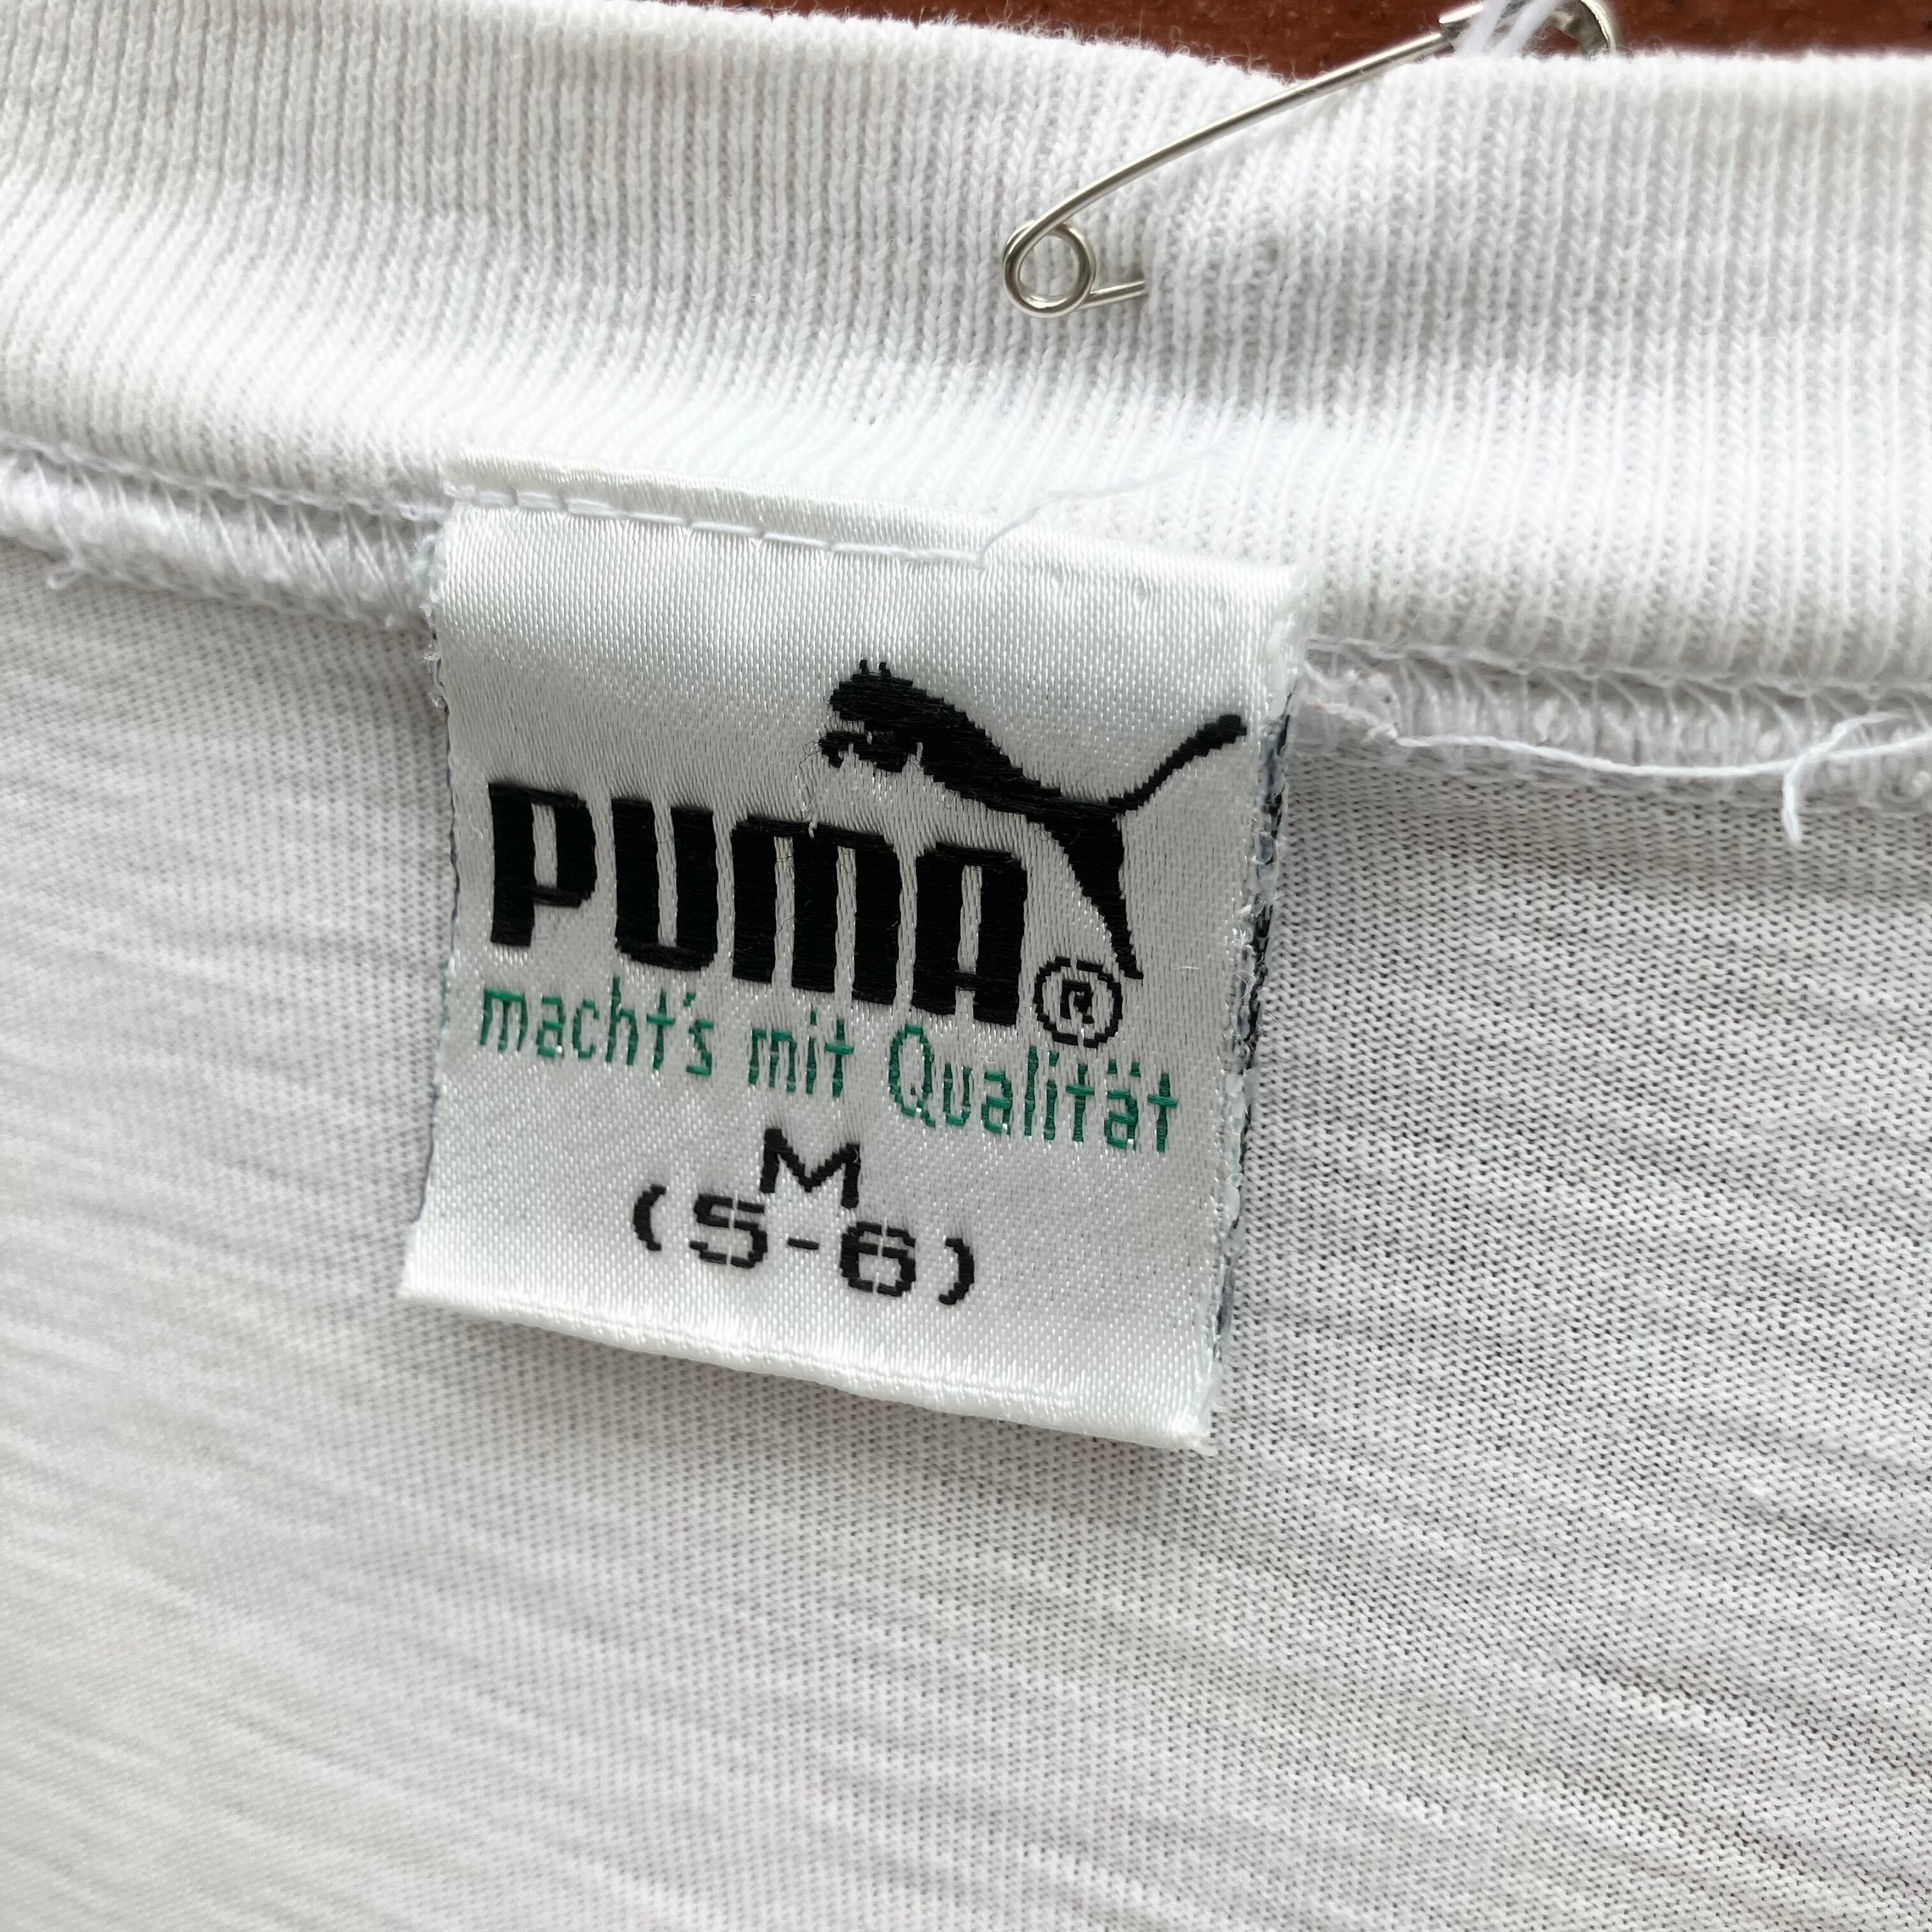 PUMA®
macht's mit Qualität
M
(5-6)